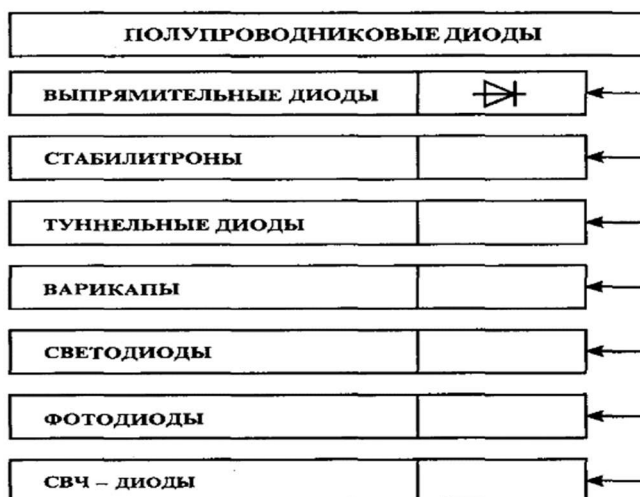 ПОЛУПРОВОДНИКОВЫЕ ДИОДЫ
ВЫПРЯМИТЕЛЬНЫЕ ДИОДЫ
СТАБИЛИТРОНЫ
ТУННЕЛЬНЫЕ ДИОДЫ
ВАРИКАПЫ
СВЕТОДИОДЫ
ФОТОДИОДЫ
СВЧ – ДИОДЫ